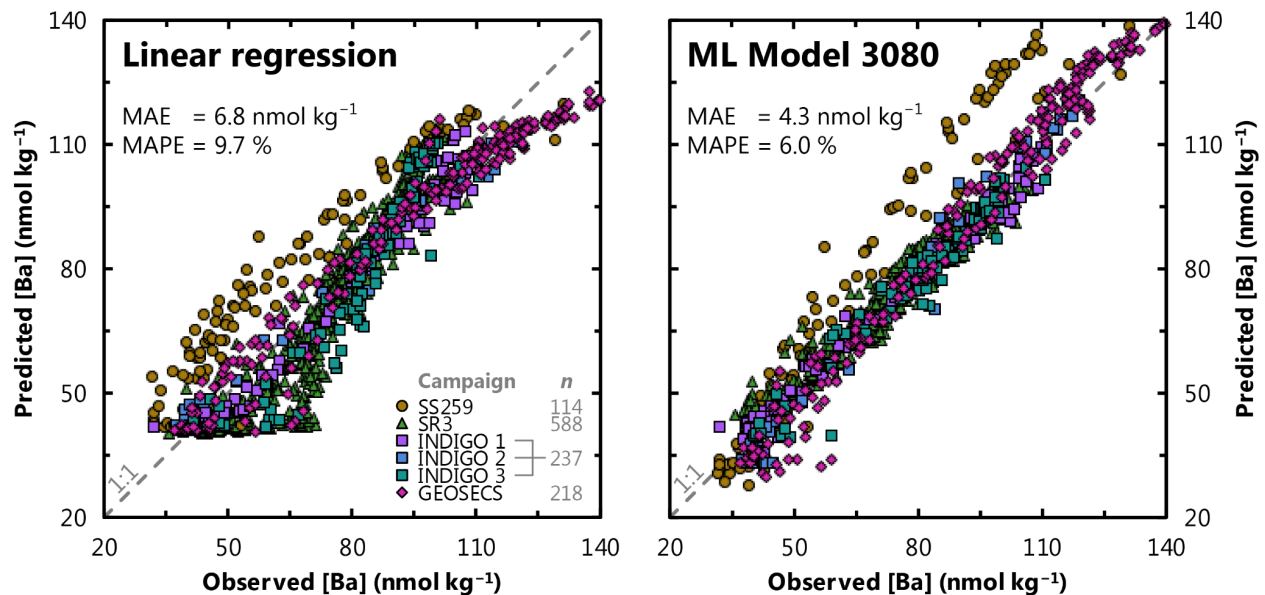 Linear regression
MAE = 6.8 nmol kg⁻¹
MAPE = 9.7 %
Predicted [Ba] (nmol kg⁻¹)
140
110
80
50
20
1:1
Campaign n
SS259 114
SR3 588
INDIGO 1
INDIGO 2 237
INDIGO 3
GEOSECS 218
20 50 80 110 140
Observed [Ba] (nmol kg⁻¹)
ML Model 3080
MAE = 4.3 nmol kg⁻¹
MAPE = 6.0 %
1:1
140
110
80
50
20
Predicted [Ba] (nmol kg⁻¹)
20 50 80 110 140
Observed [Ba] (nmol kg⁻¹)